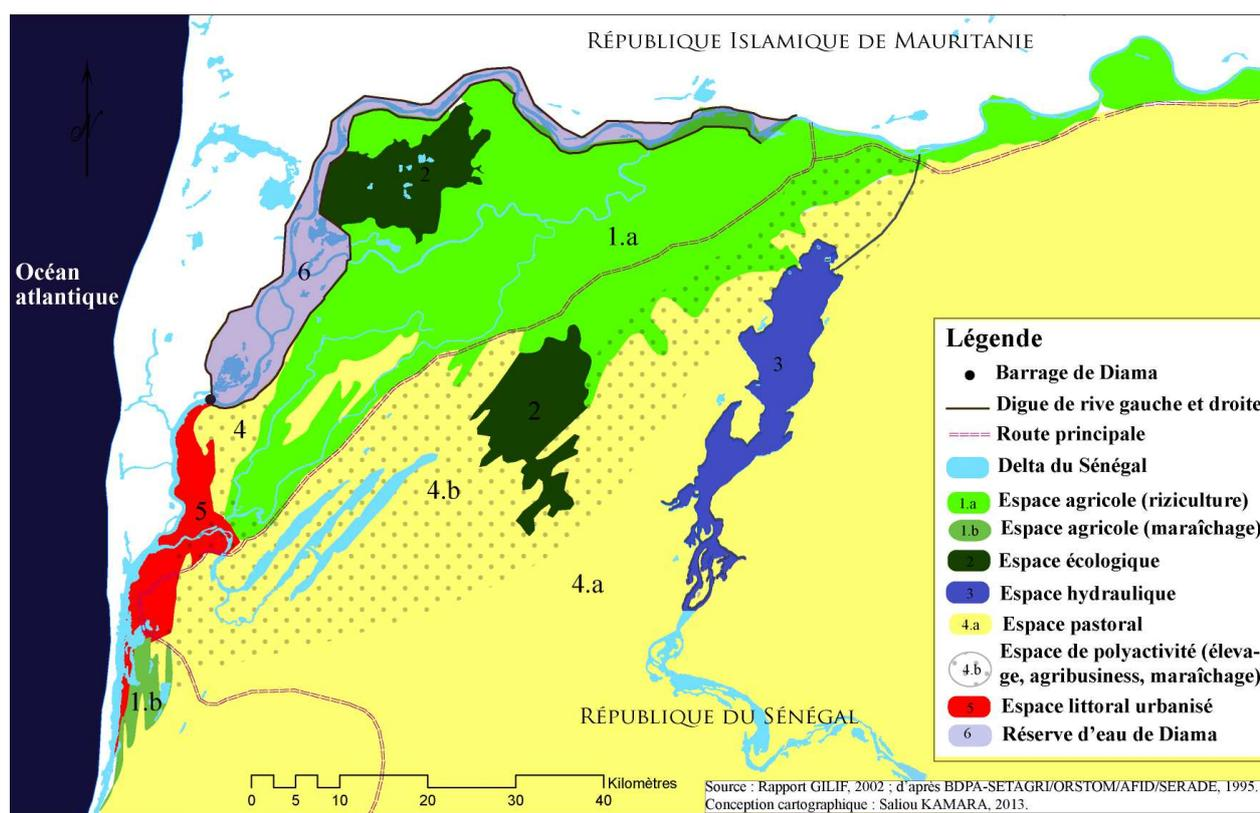 RÉPUBLIQUE ISLAMIQUE DE MAURITANIE
N
2
1.a
6
Océan
atlantique
3
2
4
4.b
5
4.a
1.b
RÉPUBLIQUE DU SÉNÉGAL
Légende
Barrage de Diama
Digue de rive gauche et droite
Route principale
Delta du Sénégal
1.a Espace agricole (riziculture)
1.b Espace agricole (maraîchage)
2 Espace écologique
3 Espace hydraulique
4.a Espace pastoral
4.b Espace de polyactivité (éleva-
ge, agribusiness, maraîchage)
5 Espace littoral urbanisé
6 Réserve d'eau de Diama
Kilomètres
0 5 10 20 30 40
Source : Rapport GILIF, 2002 ; d'après BDPA-SETAGRI/ORSTOM/AFID/SERADE, 1995.
Conception cartographique : Saliou KAMARA, 2013.